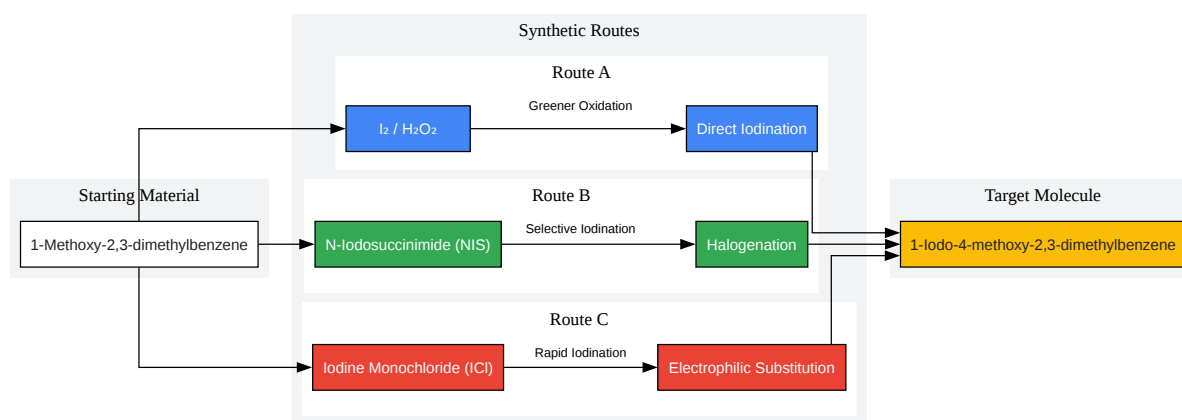 Synthetic Routes
Route A
Greener Oxidation
I₂ / H₂O₂
Direct Iodination
Starting Material
1-Methoxy-2,3-dimethylbenzene
Route B
Selective Iodination
N-Iodosuccinimide (NIS)
Halogenation
Target Molecule
1-Iodo-4-methoxy-2,3-dimethylbenzene
Route C
Rapid Iodination
Iodine Monochloride (ICl)
Electrophilic Substitution